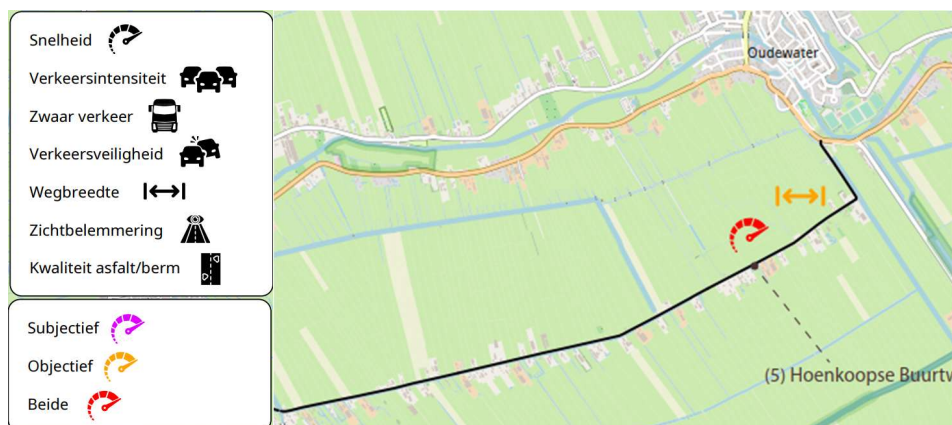 Snelheid
Verkeersintensiteit
Zwaar verkeer
Verkeersveiligheid
Wegbreedte
Zichtbelemmering
Kwaliteit asfalt/berm
Subjectief
Objectief
Beide
Oudewater
(5) Hoenkoopse Buurtw